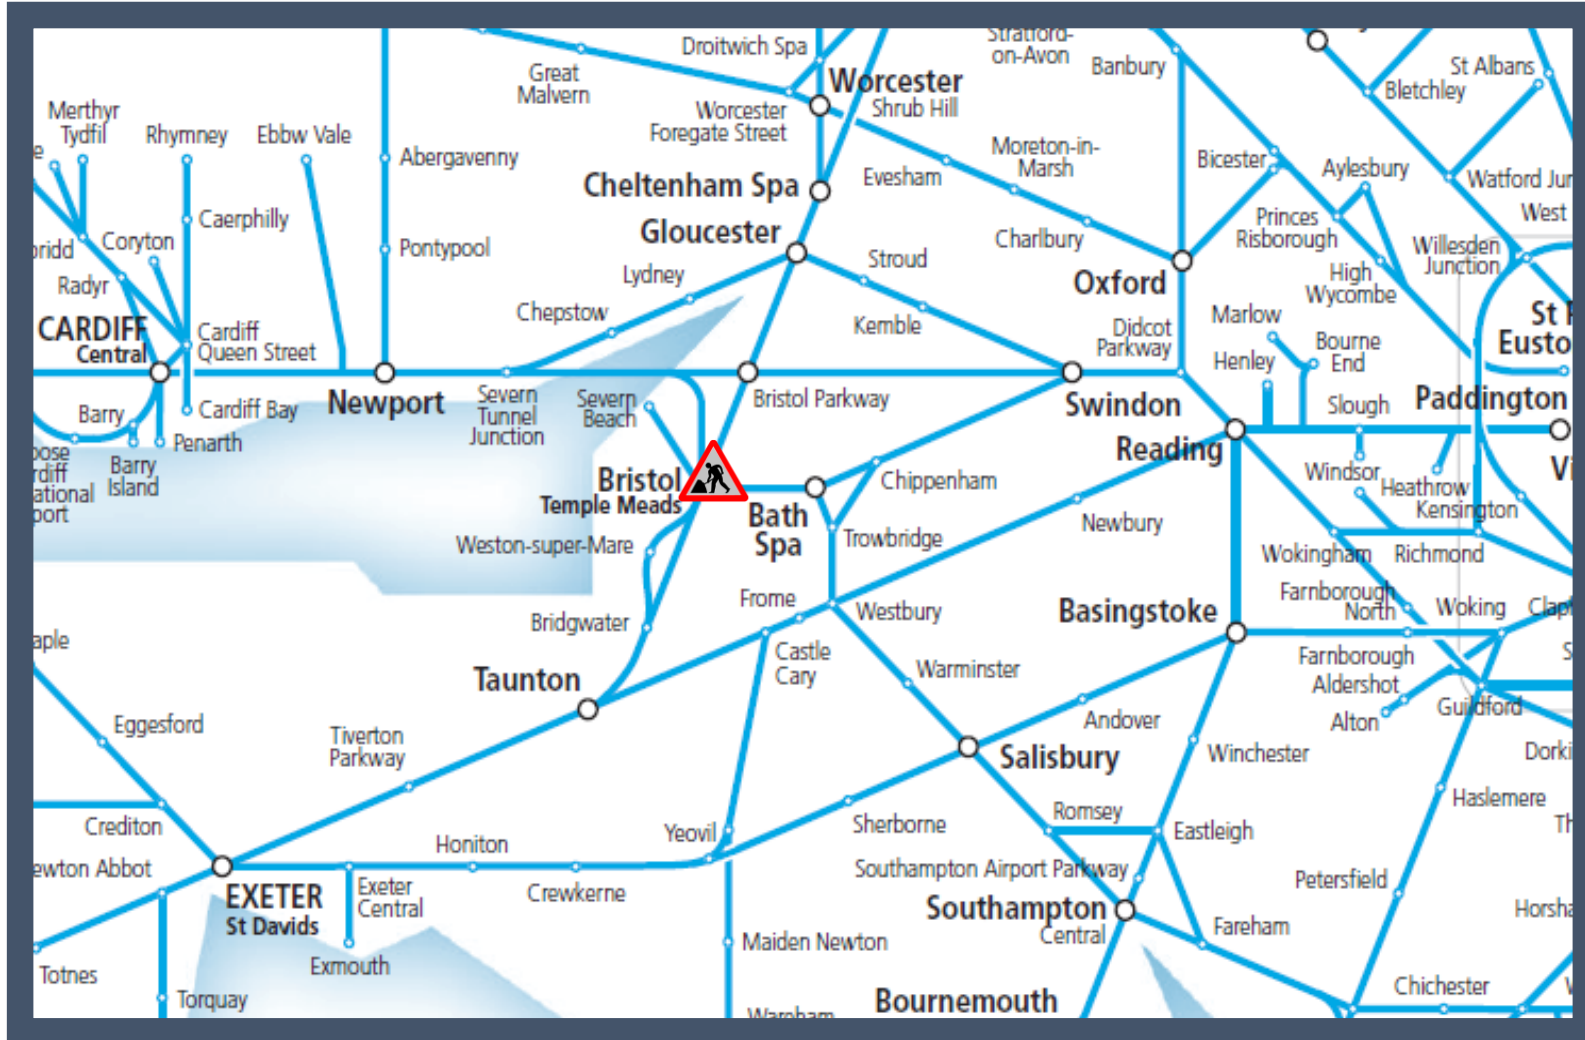 Droitwich Spa
Stratford-
on-Avon
Banbury
St Albans
Bletchley
Great
Malvern
Worcester
Shrub Hill
Worcester
Foregate Street
Merthyr
Tydfil
Rhymney
Ebbw Vale
Abergavenny
Moreton-in-
Marsh
Bicester
Aylesbury
Watford Jun
West
Cheltenham Spa
Evesham
Caerphilly
Coryton
Pontypool
Gloucester
Charlbury
Princes
Risborough
Willesden
Junction
Radyr
Lydney
Stroud
Oxford
High
Wycombe
Chepstow
Kemble
Marlow
CARDIFF
Central
Cardiff
Queen Street
Didcot
Parkway
Henley
Bourne
End
Eusto
Newport
Severn
Tunnel
Junction
Severn
Beach
Bristol Parkway
Swindon
Slough
Paddington
Barry
Cardiff Bay
Penarth
Barry
Island
Reading
Windsor
Heathrow
Kensington
Bristol
Temple Meads
Chippenham
Bath
Spa
Newbury
Weston-super-Mare
Trowbridge
Wokingham
Richmond
Bridgwater
Frome
Westbury
Basingstoke
Farnborough
North
Woking
Clap
Castle
Cary
Warminster
Farnborough
Aldershot
Alton
Guildford
Taunton
Andover
Eggesford
Tiverton
Parkway
Salisbury
Winchester
Dorki
Haslemere
Crediton
Honiton
Yeovil
Sherborne
Romsey
Eastleigh
ewton Abbot
Exeter
Central
Crewkerne
Southampton Airport Parkway
Petersfield
EXETER
St Davids
Southampton
Central
Fareham
Horsha
Maiden Newton
Totnes
Exmouth
Torquay
Bournemouth
Chichester
Wareham